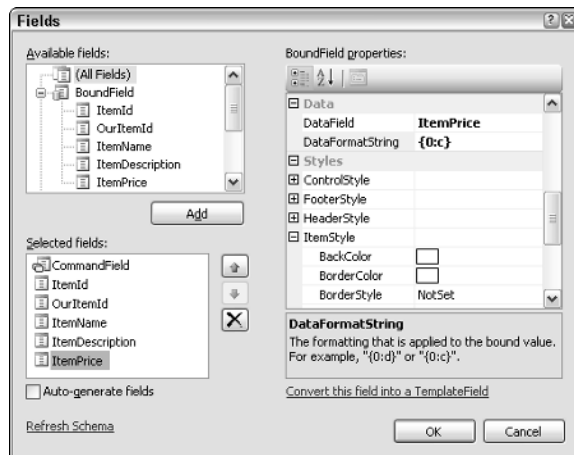 Fields
Available fields:
(All Fields)
BoundField
ItemId
OurItemId
ItemName
ItemDescription
ItemPrice
Add
Selected fields:
CommandField
ItemId
OurItemId
ItemName
ItemDescription
ItemPrice
Auto-generate fields
Refresh Schema
BoundField properties:
Data
DataField ItemPrice
DataFormatString {0:c}
Styles
ControlStyle
FooterStyle
HeaderStyle
ItemStyle
BackColor
BorderColor
BorderStyle NotSet
DataFormatString
The formatting that is applied to the bound value.
For example, "{0:d}" or "{0:c}".
Convert this field into a TemplateField
OK Cancel